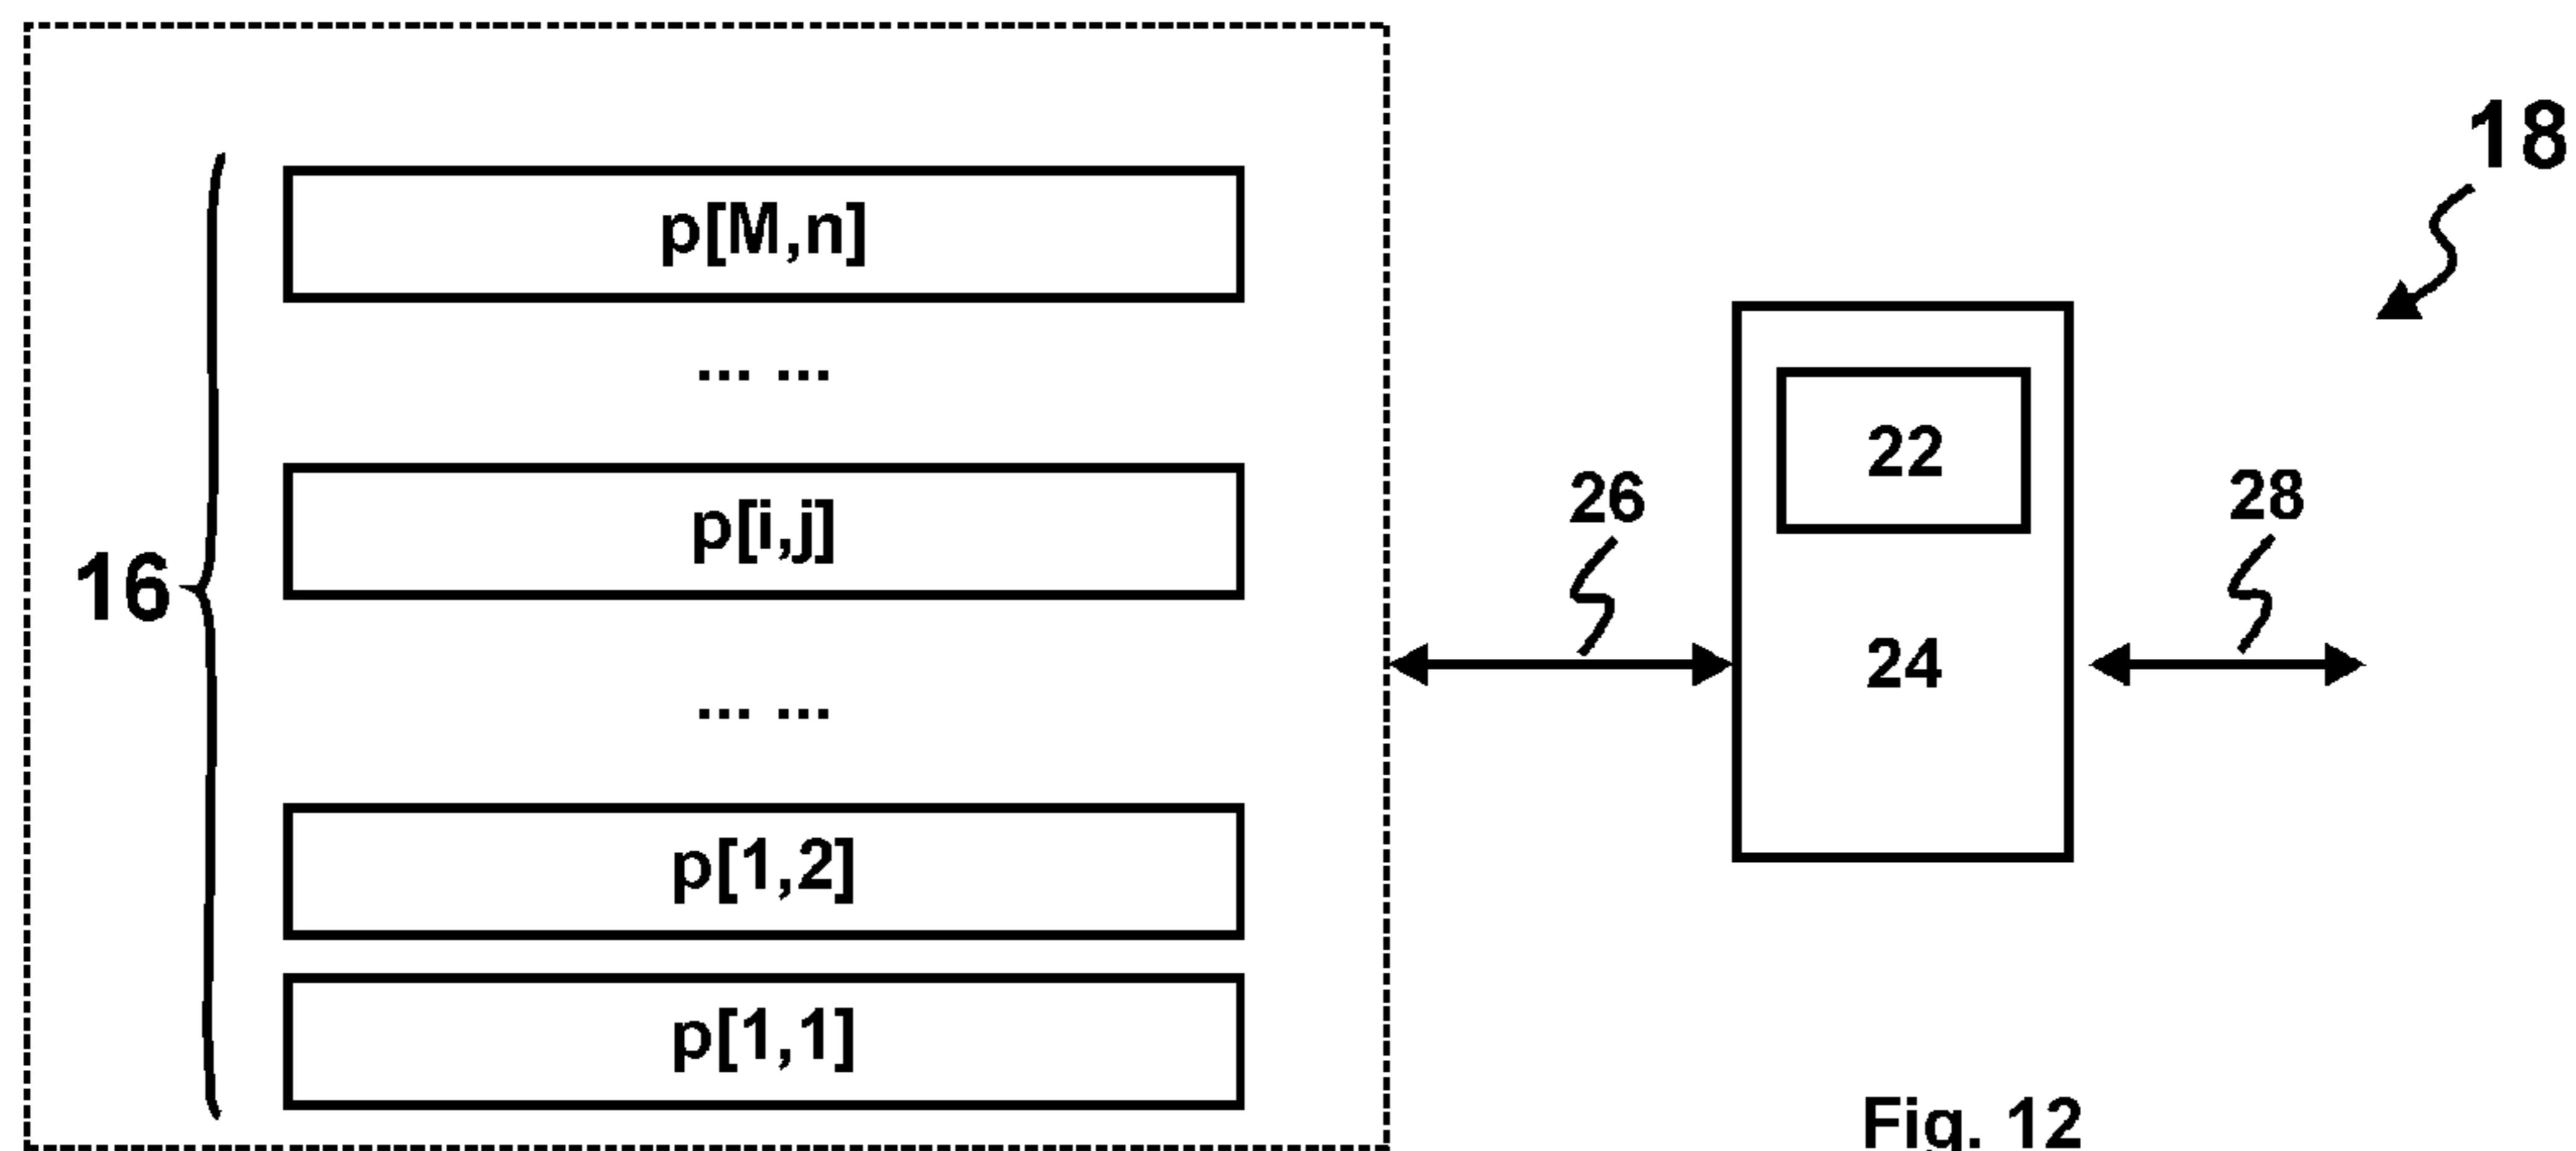 18
p[M,n]
... ...
22
p[i,j]
26
28
16
24
... ...
p[1,2]
p[1,1]
Fig. 12